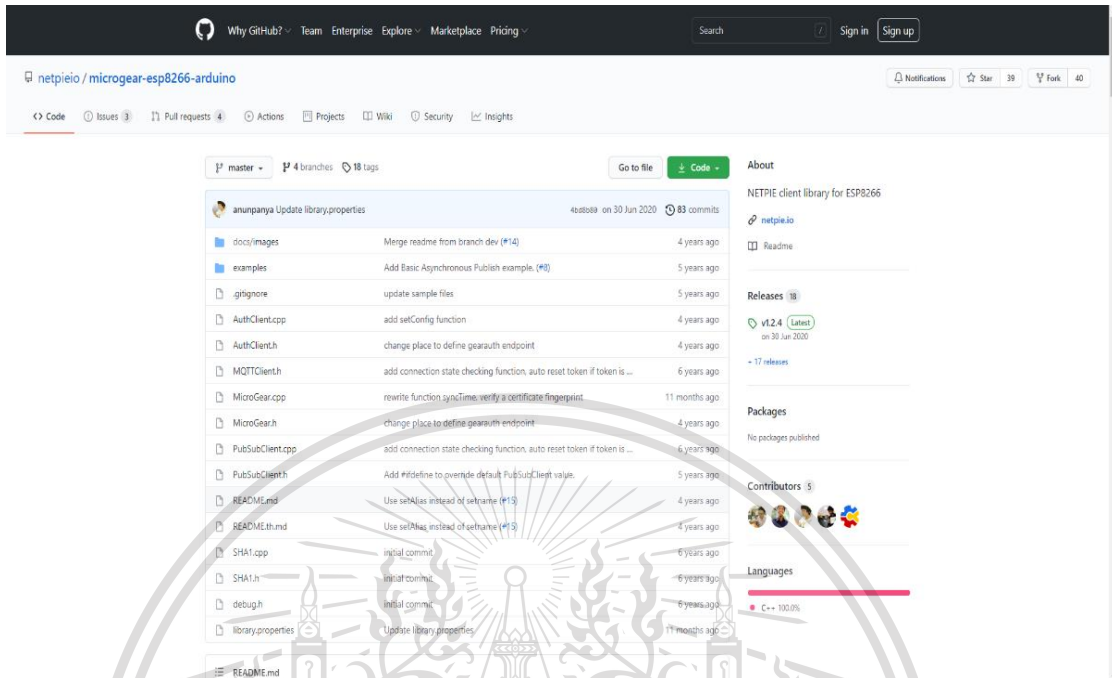 Why GitHub? Team Enterprise Explore Marketplace Pricing Search / Sign in Sign up
netpieio / microgear-esp8266-arduino Notifications Star 39 Fork 40
Code Issues 3 Pull requests 4 Actions Projects Wiki Security Insights
master 4 branches 18 tags Go to file Code
anunpanya Update library.properties on 30 Jun 2020 83 commits
docs/images Merge readme from branch dev (#14) 4 years ago
examples Add Basic Asynchronous Publish example. (#8) 5 years ago
.gitignore update sample files 5 years ago
AuthClient.cpp add setConfig function 4 years ago
AuthClient.h change place to define gearauth endpoint 4 years ago
MQTTClient.h add connection state checking function, auto reset token if token is ... 6 years ago
MicroGear.cpp rewrite function syncTime, verify a certificate fingerprint 11 months ago
MicroGear.h change place to define gearauth endpoint 4 years ago
PubSubClient.cpp add connection state checking function, auto reset token if token is ... 6 years ago
PubSubClient.h Add #ifdefine to override default PubSubClient value. 5 years ago
README.md Use setAlias instead of setname (#15) 4 years ago
README.th.md Use setAlias instead of setname (#15) 4 years ago
SHA1.cpp initial commit 6 years ago
SHA1.h initial commit 6 years ago
debug.h initial commit 6 years ago
library.properties Update library.properties 11 months ago
README.md
About
NETPIE client library for ESP8266
netpie.io
Readme
Releases 18
v1.2.4 Latest
on 30 Jun 2020
+ 17 releases
Packages
No packages published
Contributors 5
Languages
C++ 100.0%